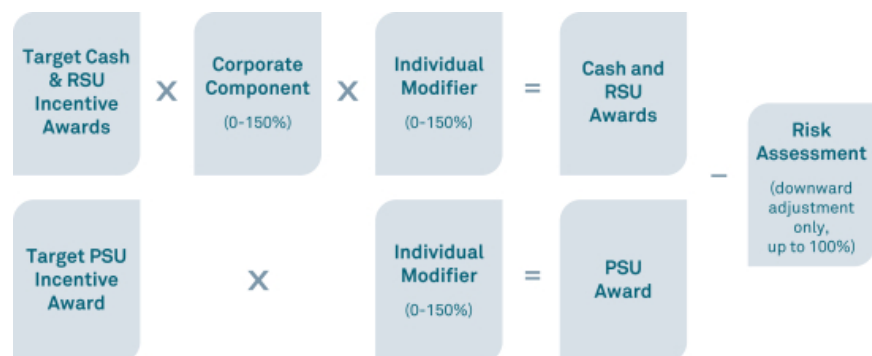 Target Cash
& RSU
Incentive
Awards
X
Corporate
Component
(0-150%)
X
Individual
Modifier
(0-150%)
=
Cash and
RSU
Awards
–
Risk
Assessment
(downward
adjustment
only,
up to 100%)
Target PSU
Incentive
Award
X
Individual
Modifier
(0-150%)
=
PSU
Award